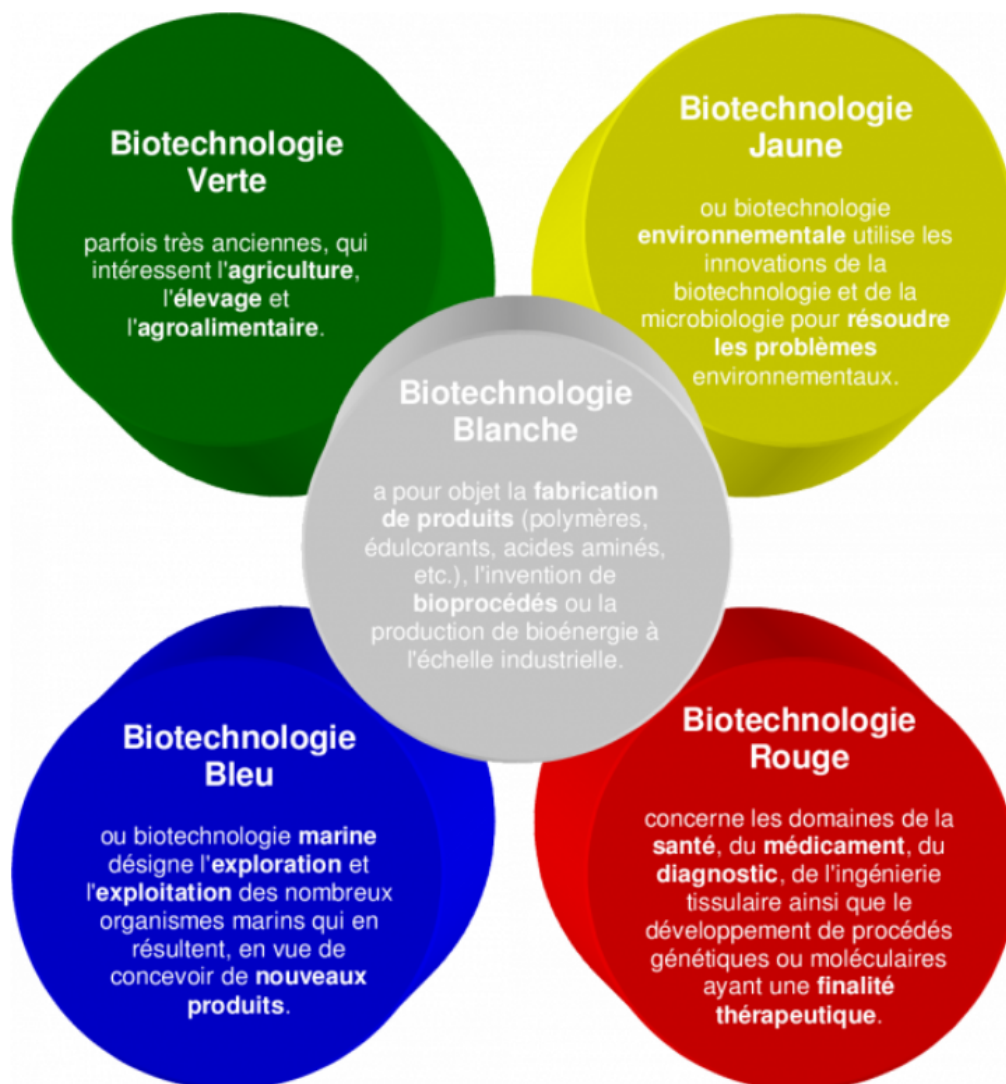 Biotechnologie
Verte
parfois très anciennes, qui
intéressent l'agriculture,
l'élevage et
l'agroalimentaire.
Biotechnologie
Jaune
ou biotechnologie
environnementale utilise les
innovations de la
biotechnologie et de la
microbiologie pour résoudre
les problèmes
environnementaux.
Biotechnologie
Blanche
a pour objet la fabrication
de produits (polymères,
édulcorants, acides aminés,
etc.), l'invention de
bioprocédés ou la
production de bioénergie à
l'échelle industrielle.
Biotechnologie
Bleu
ou biotechnologie marine
désigne l'exploration et
l'exploitation des nombreux
organismes marins qui en
résultent, en vue de
concevoir de nouveaux
produits.
Biotechnologie
Rouge
concerne les domaines de la
santé, du médicament, du
diagnostic, de l'ingénierie
tissulaire ainsi que le
développement de procédés
génétiques ou moléculaires
ayant une finalité
thérapeutique.